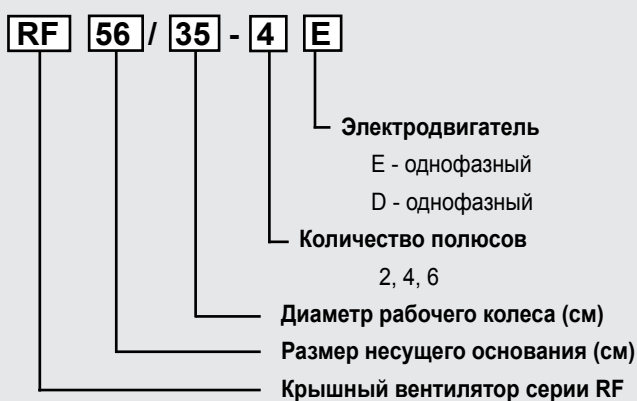 RF 56 / 35 - 4 E
Электродвигатель
E - однофазный
D - однофазный
Количество полюсов
2, 4, 6
Диаметр рабочего колеса (см)
Размер несущего основания (см)
Крышный вентилятор серии RF